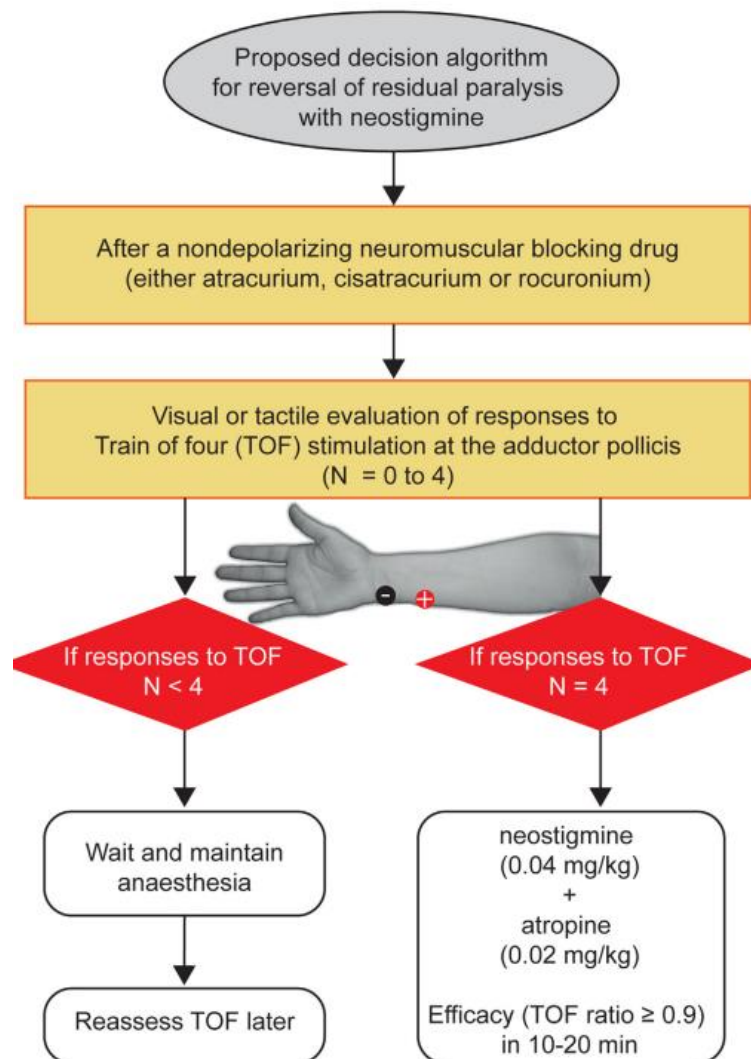 Proposed decision algorithm
for reversal of residual paralysis
with neostigmine
After a nondepolarizing neuromuscular blocking drug
(either atracurium, cisatracurium or rocuronium)
Visual or tactile evaluation of responses to
Train of four (TOF) stimulation at the adductor pollicis
(N = 0 to 4)
- +
If responses to TOF
N < 4
If responses to TOF
N = 4
Wait and maintain
anaesthesia
Reassess TOF later
neostigmine
(0.04 mg/kg)
+
atropine
(0.02 mg/kg)
Efficacy (TOF ratio ≥ 0.9)
in 10-20 min